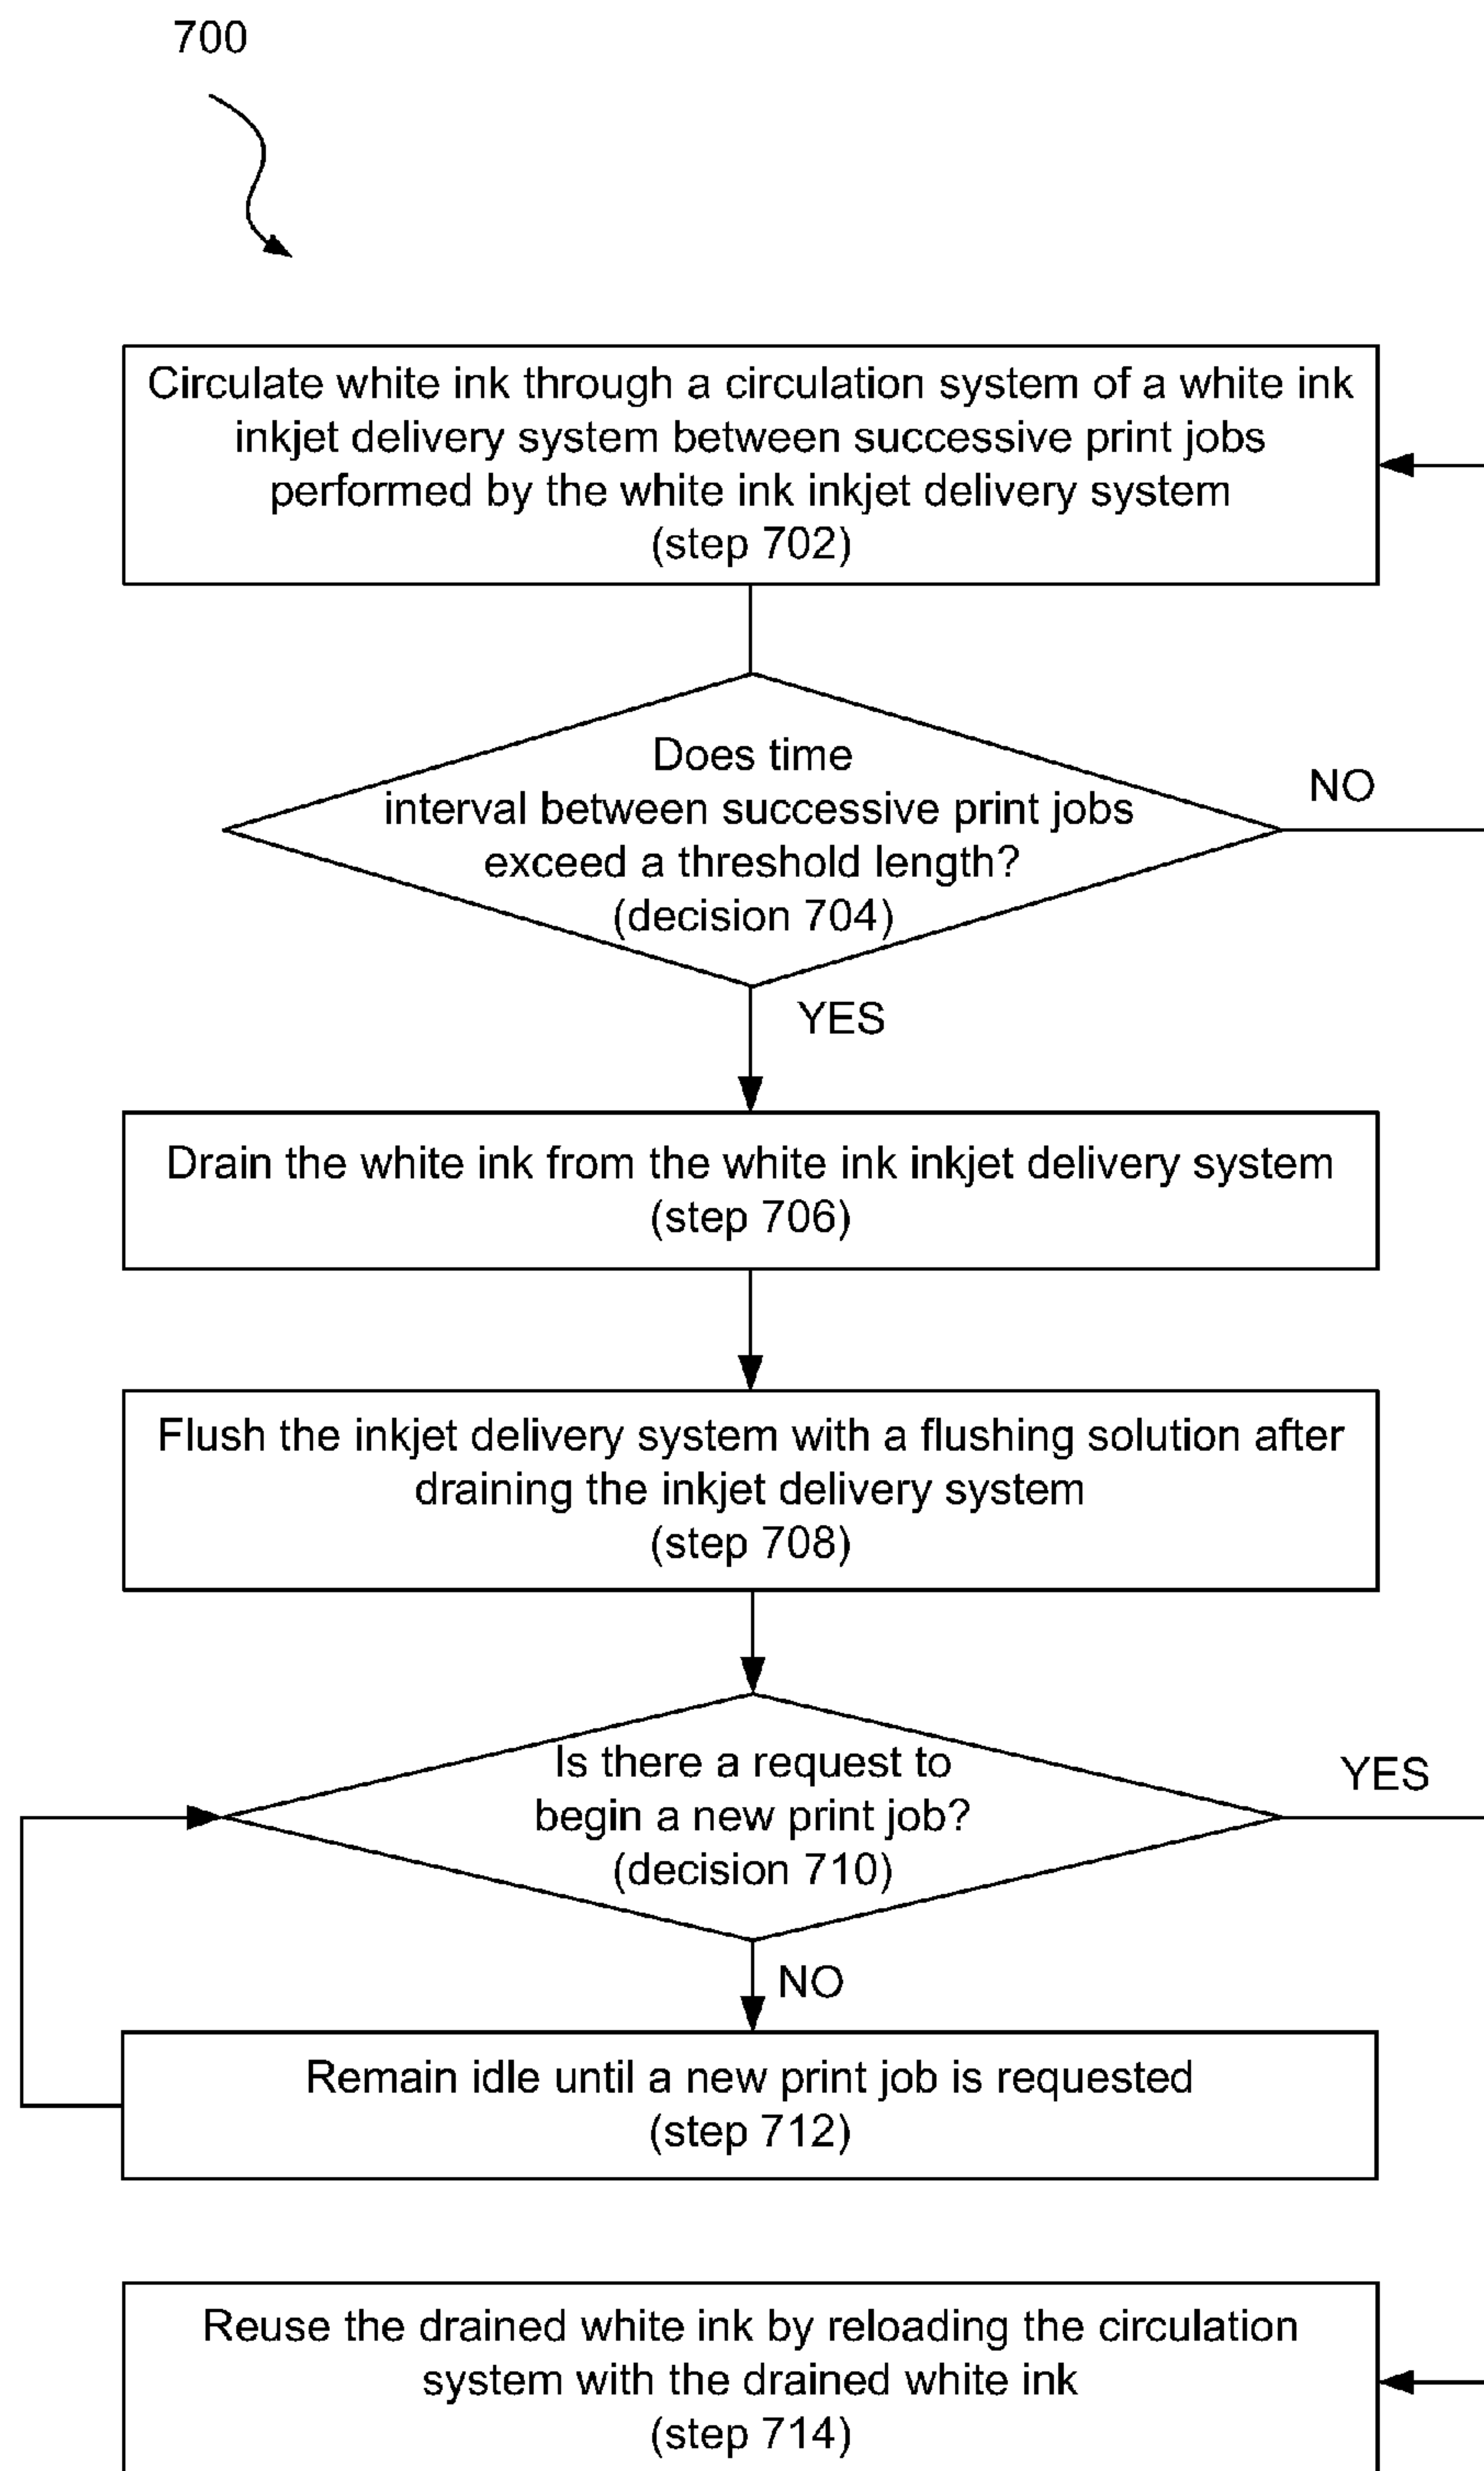 700
Circulate white ink through a circulation system of a white ink
inkjet delivery system between successive print jobs
performed by the white ink inkjet delivery system
(step 702)
Does time
interval between successive print jobs
exceed a threshold length?
(decision 704)
NO
YES
Drain the white ink from the white ink inkjet delivery system
(step 706)
Flush the inkjet delivery system with a flushing solution after
draining the inkjet delivery system
(step 708)
Is there a request to
begin a new print job?
(decision 710)
YES
NO
Remain idle until a new print job is requested
(step 712)
Reuse the drained white ink by reloading the circulation
system with the drained white ink
(step 714)